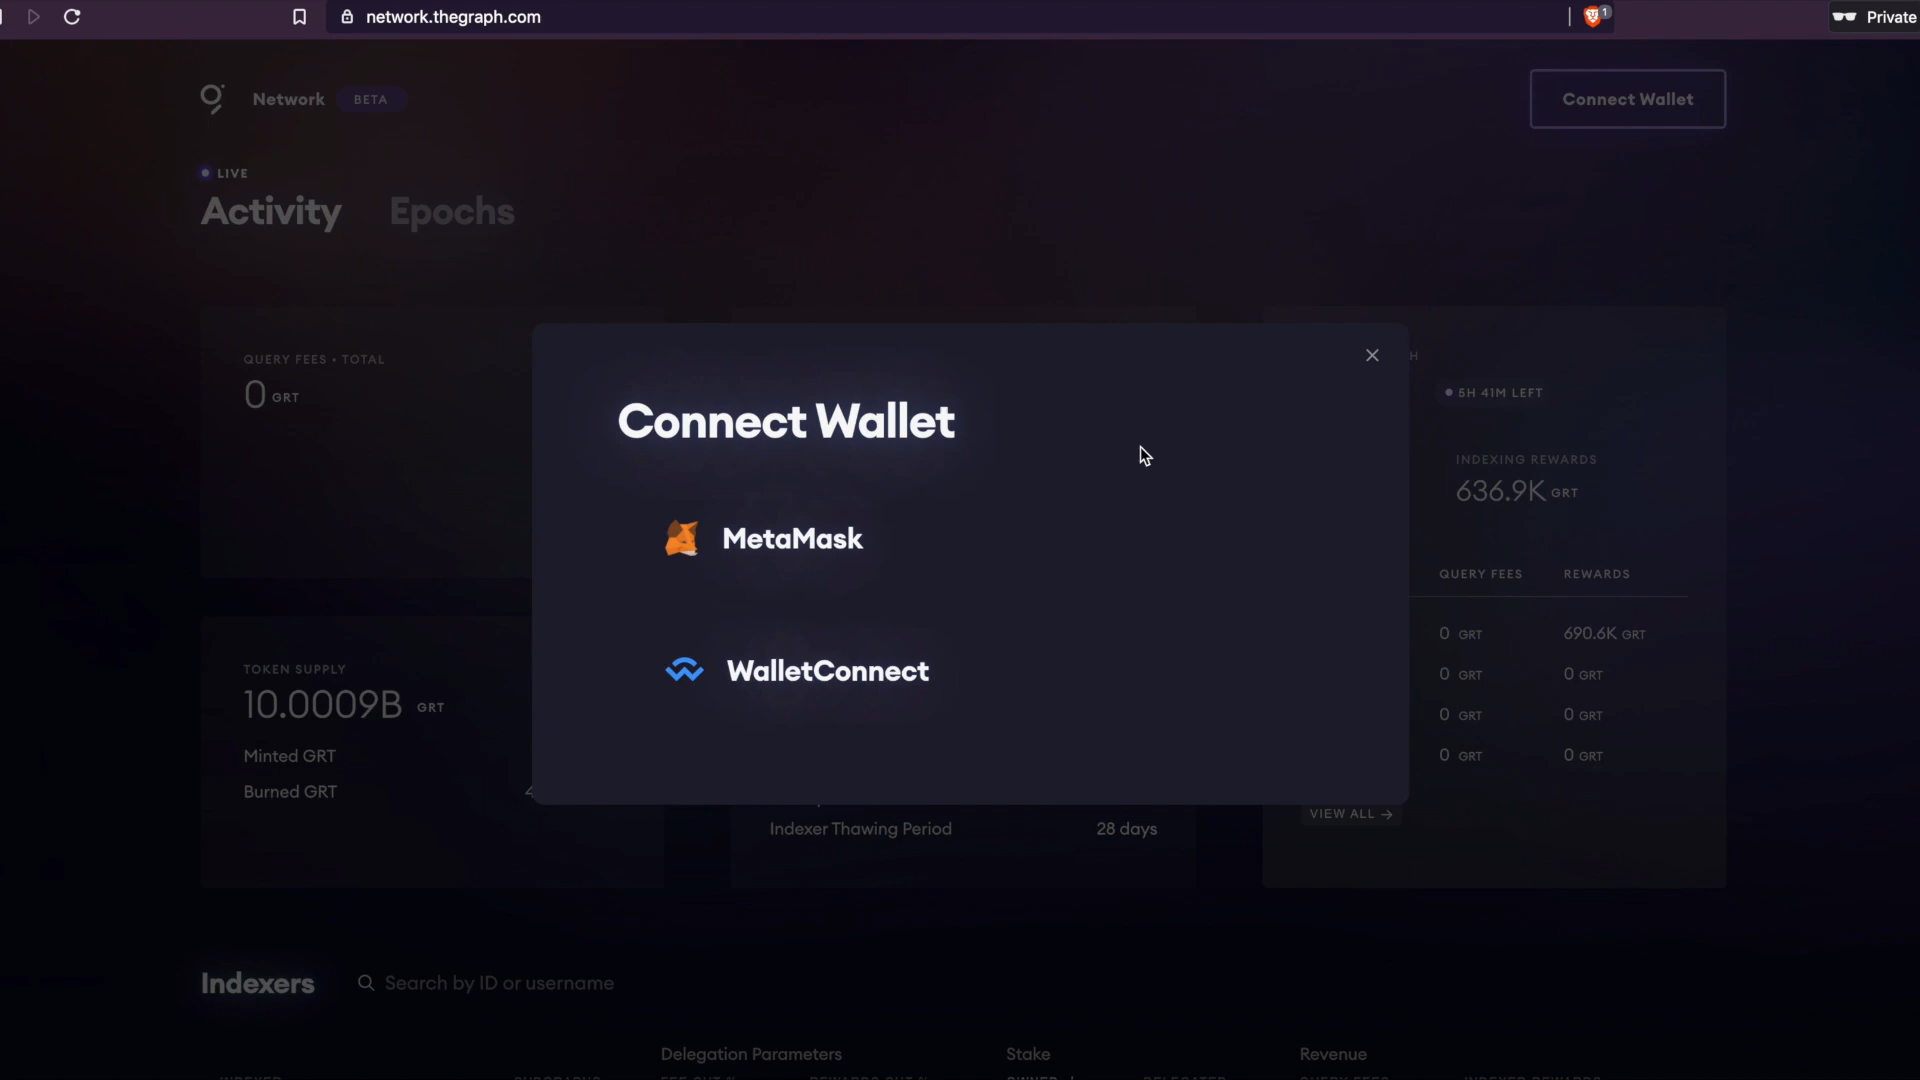 network.thegraph.com
1
Private
Network
BETA
Connect Wallet
LIVE
Activity
Epochs
QUERY FEES • TOTAL
0 GRT
Connect Wallet
MetaMask
WalletConnect
H
5H 41M LEFT
INDEXING REWARDS
636.9K GRT
QUERY FEES
REWARDS
0 GRT
690.6K GRT
0 GRT
0 GRT
0 GRT
0 GRT
0 GRT
0 GRT
VIEW ALL →
TOKEN SUPPLY
10.0009B GRT
Minted GRT
Burned GRT
Indexer Thawing Period
28 days
Indexers
Search by ID or username
Delegation Parameters
Stake
Revenue